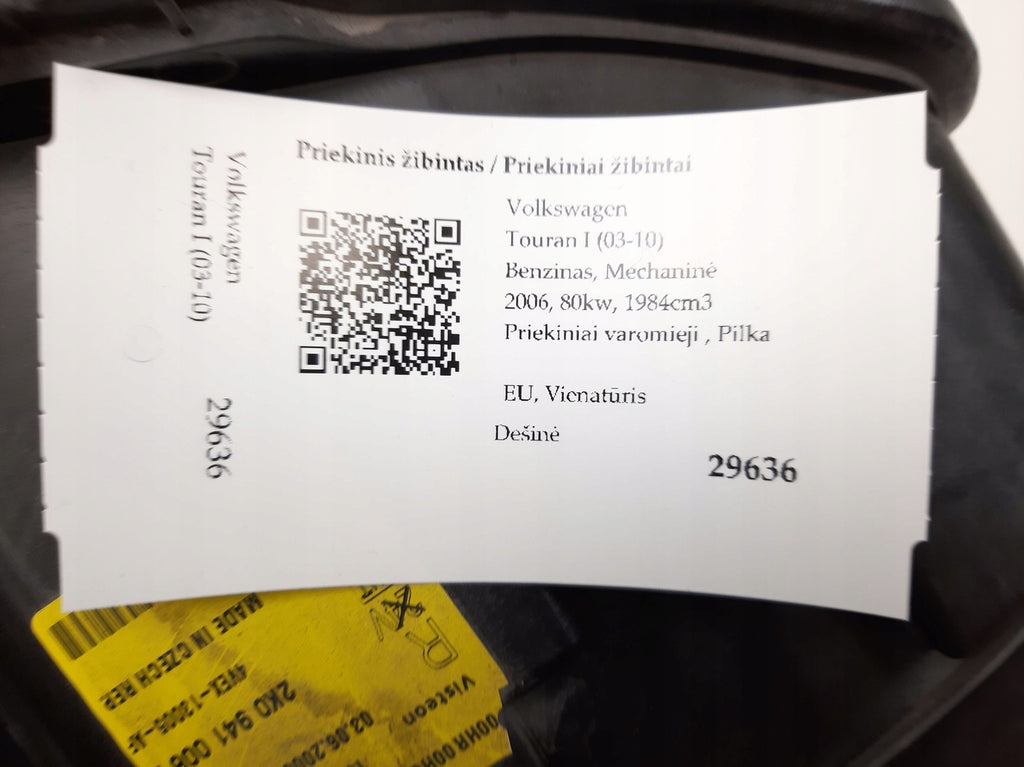 Priekinis žibintas / Priekiniai žibintai
Volkswagen
Touran I (03-10)
Benzinas, Mechaninė
2006, 80kw, 1984cm3
Priekiniai varomieji , Pilka
EU, Vienatūris
Dešinė
29636
Volkswagen
Touran I (03-10)
29636
MADE IN CZECH REP
2K0 941
Visteon